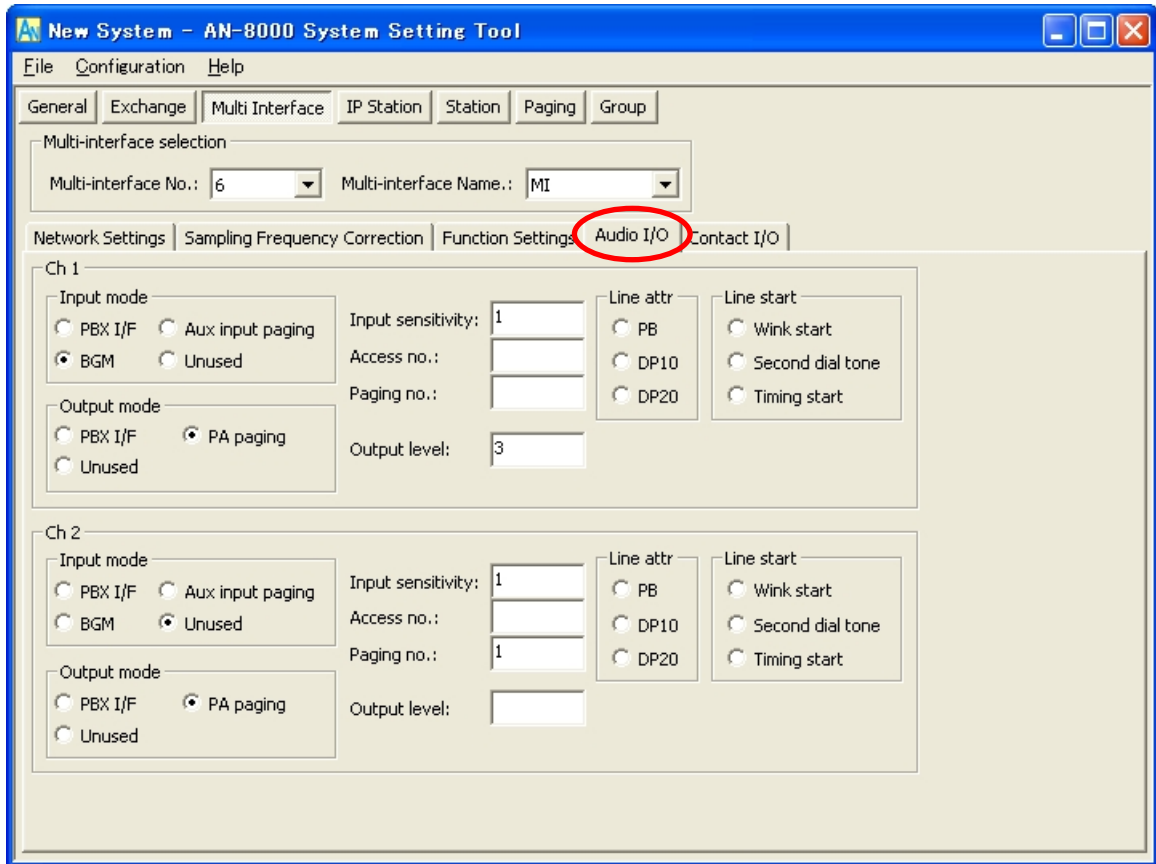 New System - AN-8000 System Setting Tool
File Configuration Help
General Exchange Multi Interface IP Station Station Paging Group
Multi-interface selection
Multi-interface No.: 6 Multi-interface Name.: MI
Network Settings Sampling Frequency Correction Function Settings Audio I/O Contact I/O
Ch 1
Input mode
PBX I/F Aux input paging
BGM Unused
Output mode
PBX I/F PA paging
Unused
Input sensitivity: 1
Access no.:
Paging no.:
Output level: 3
Line attr
PB
DP10
DP20
Line start
Wink start
Second dial tone
Timing start
Ch 2
Input mode
PBX I/F Aux input paging
BGM Unused
Output mode
PBX I/F PA paging
Unused
Input sensitivity: 1
Access no.:
Paging no.: 1
Output level:
Line attr
PB
DP10
DP20
Line start
Wink start
Second dial tone
Timing start